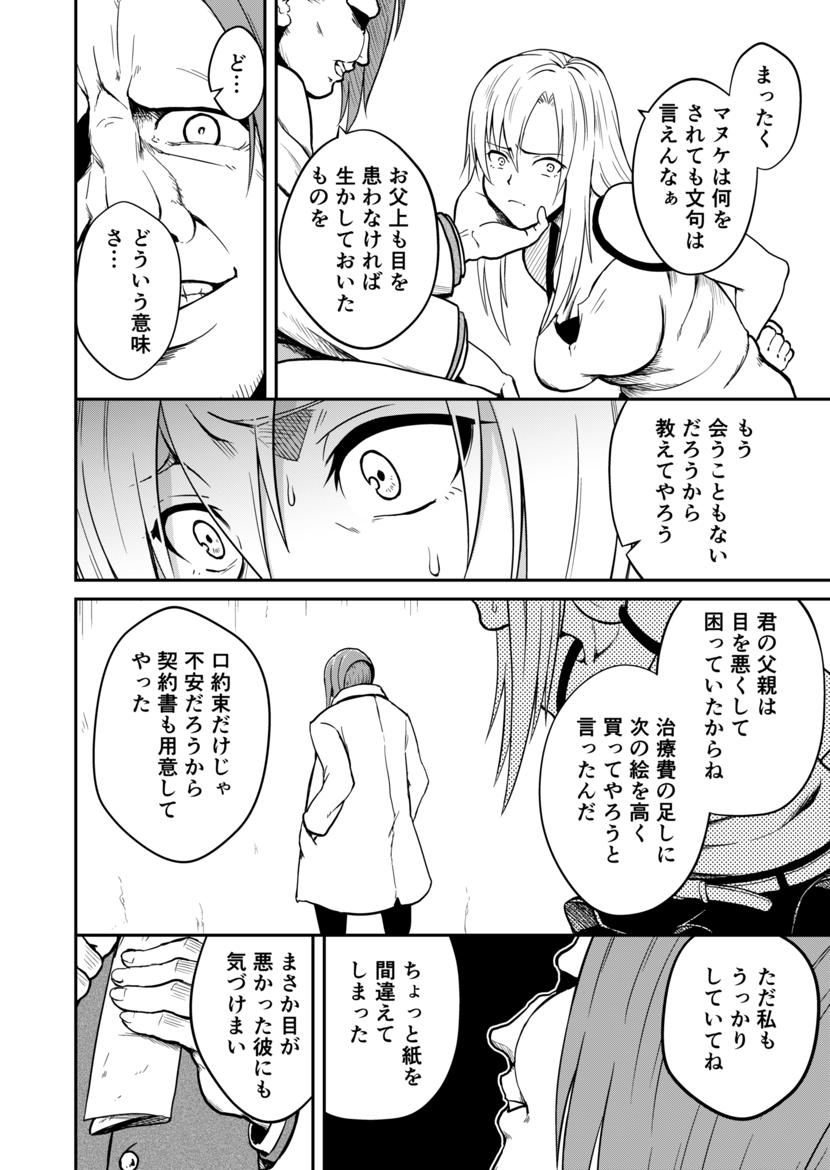 まったく
マヌケは何を
されても文句は
言えんなぁ
お父上も目を
患わなければ
生かしておいた
ものを
ど…
どういう意味
さ…
もう
会うこともない
だろうから
教えてやろう
君の父親は
目を悪くして
困っていたからね
治療費の足しに
次の絵を高く
買ってやろうと
言ったんだ
口約束だけじゃ
不安だろうから
契約書も用意して
やった
ただ私も
うっかり
していてね
ちょっと紙を
間違えて
しまった
まさか目が
悪かった彼にも
気づけまい